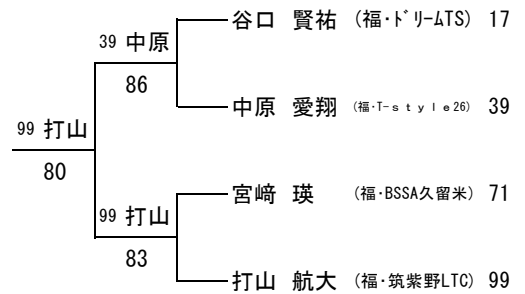 谷口 賢祐 (福・ドリームTS) 17
39 中原
86
中原 愛翔 (福・T-style26) 39
99 打山
80
宮﨑 瑛 (福・BSSA久留米) 71
99 打山
83
打山 航大 (福・筑紫野LTC) 99